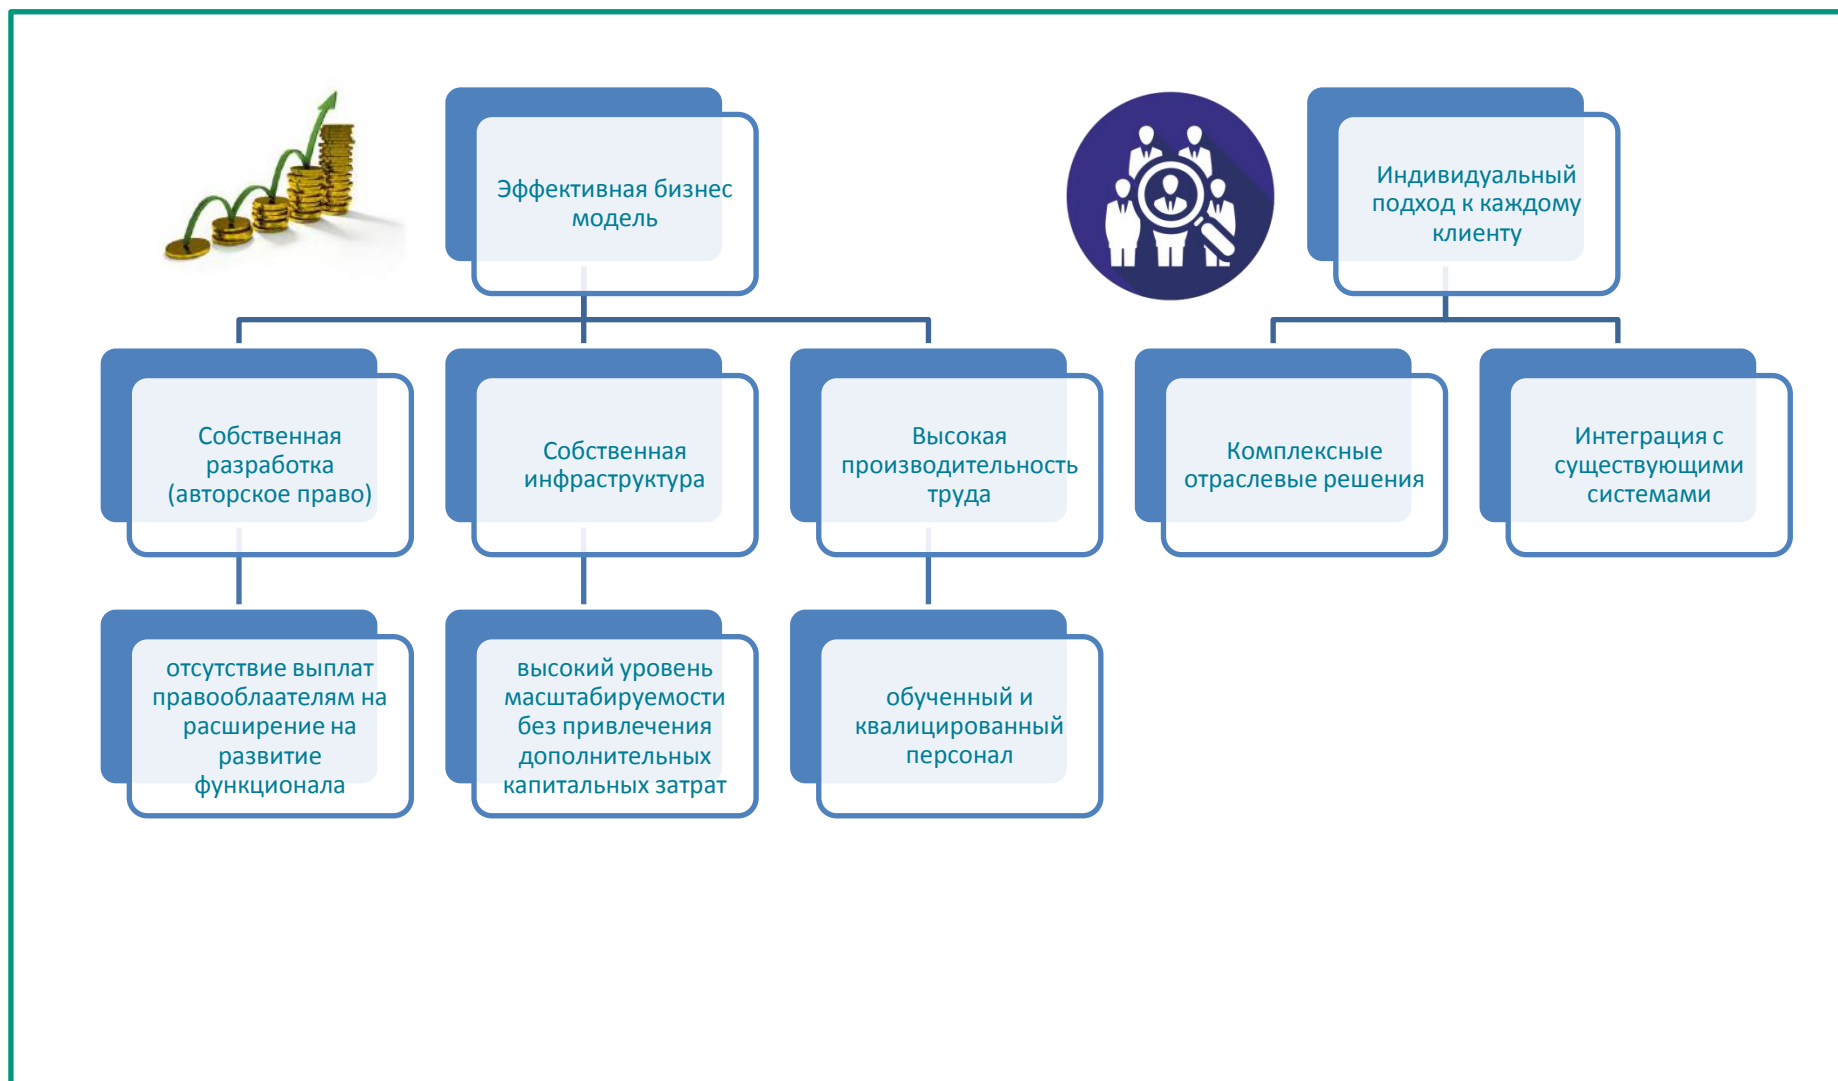 Эффективная бизнес
модель
Индивидуальный
подход к каждому
клиенту
Собственная
разработка
(авторское право)
Собственная
инфраструктура
Высокая
производительность
труда
Комплексные
отраслевые решения
Интеграция с
существующими
системами
отсутствие выплат
правооблаателям на
расширение на
развитие
функционала
высокий уровень
масштабируемости
без привлечения
дополнительных
капитальных затрат
обученный и
квалицированный
персонал